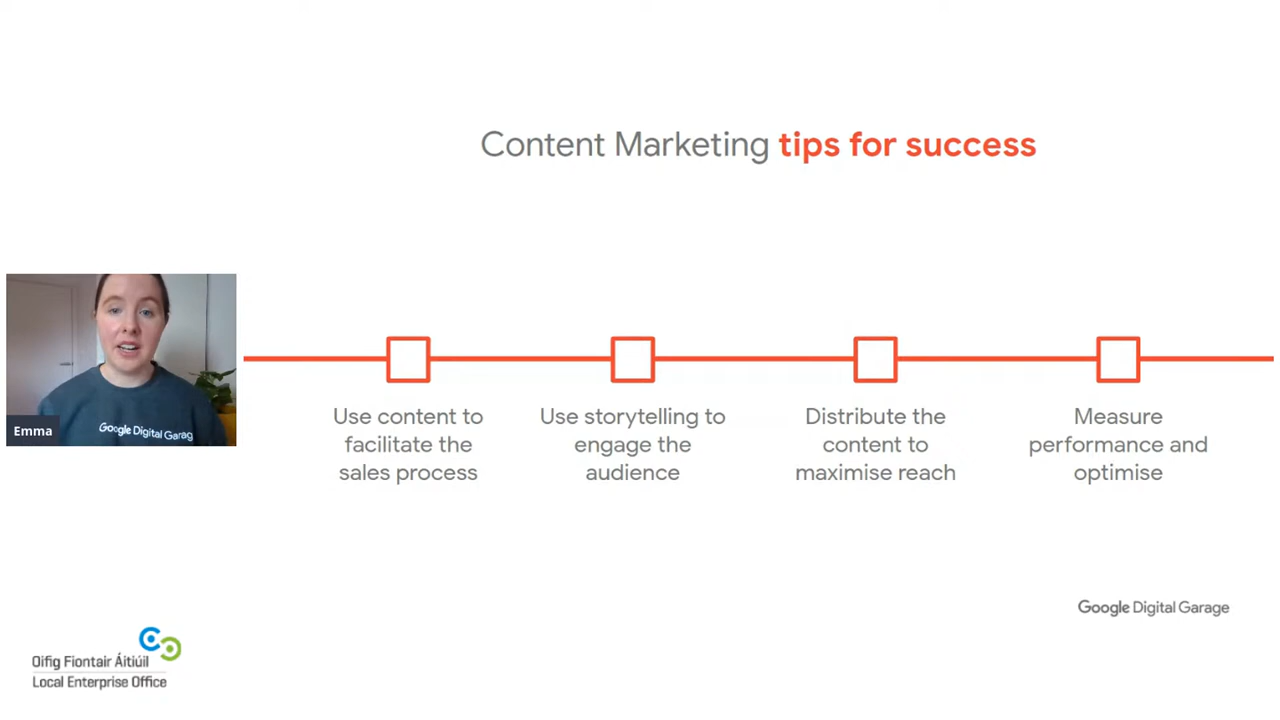 Content Marketing tips for success
Google Digital Garag
Emma
Use content to
facilitate the
sales process
Use storytelling to
engage the
audience
Distribute the
content to
maximise reach
Measure
performance and
optimise
Google Digital Garage
Oifig Fiontair Áitiúil
Local Enterprise Office